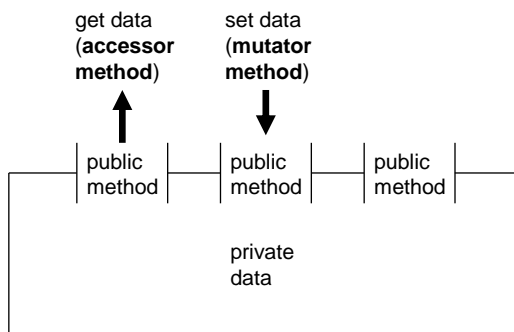 get data
(accessor
method)
set data
(mutator
method)
public
method
public
method
public
method
private
data